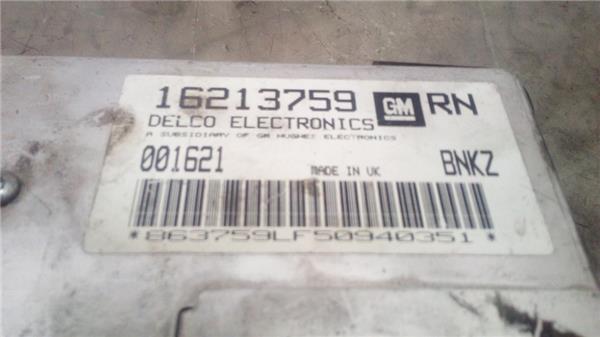 16213759 GM RN
DELCO ELECTRONICS
A SUBSIDIARY OF GM HUGHES ELECTRONICS
001621 MADE IN UK BNKZ
*863759LF50940351*